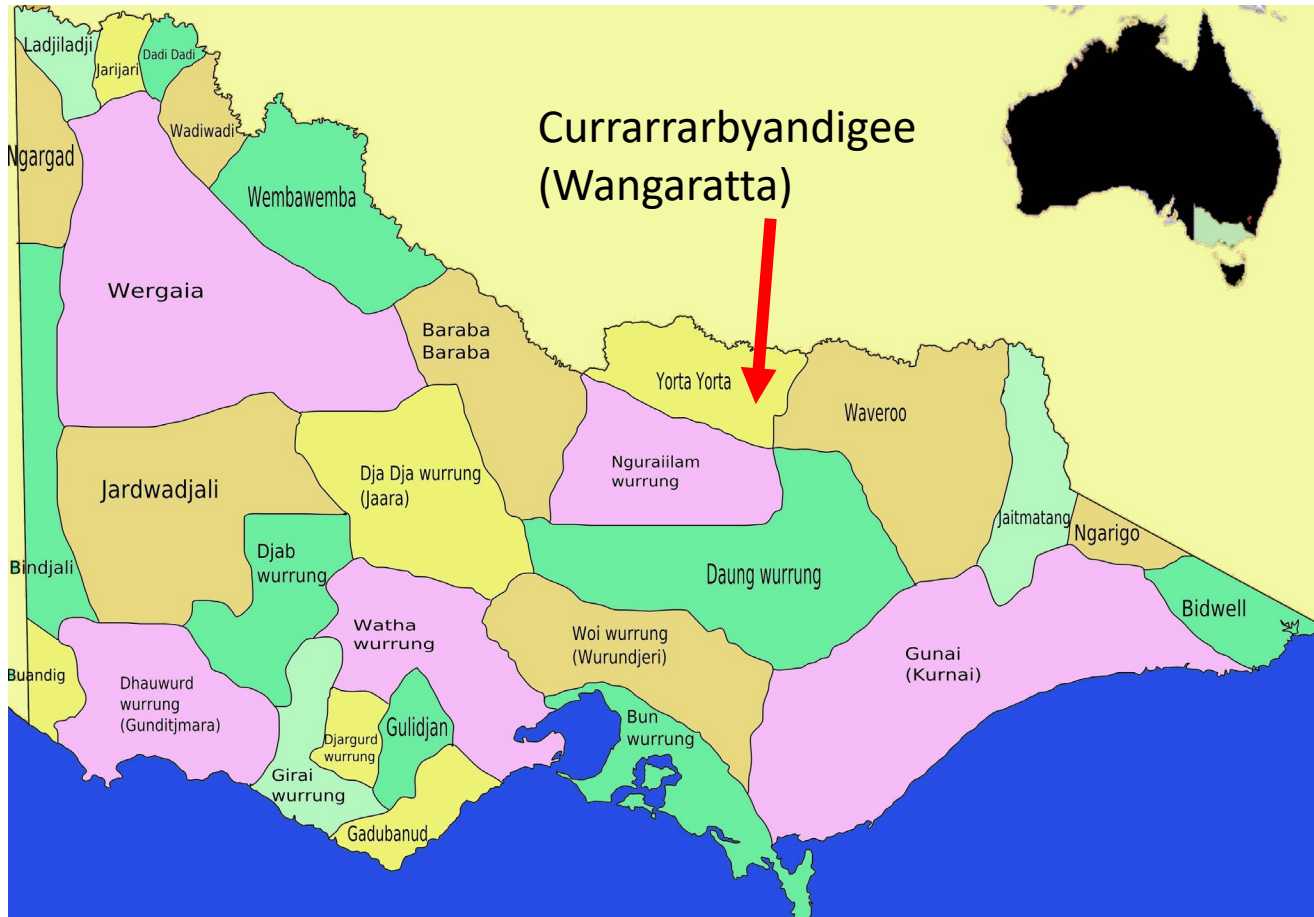 Ladjiladji
Jarijari
Dadi Dadi
Wadiwadi
Ngargad
Currarrarbyandigee
(Wangaratta)
Wembawemba
Wergaia
Baraba
Baraba
Yorta Yorta
Waveroo
Nguraiilam
wurrung
Dja Dja wurrung
(Jaara)
Jardwadjali
Jaitmatang
Ngarigo
Djab
wurrung
Bindjali
Daung wurrung
Bidwell
Watha
wurrung
Woi wurrung
(Wurundjeri)
Gunai
(Kurnai)
Buandig
Dhauwurd
wurrung
(Gunditjmara)
Djargurd
wurrung
Gulidjan
Bun
wurrung
Girai
wurrung
Gadubanud